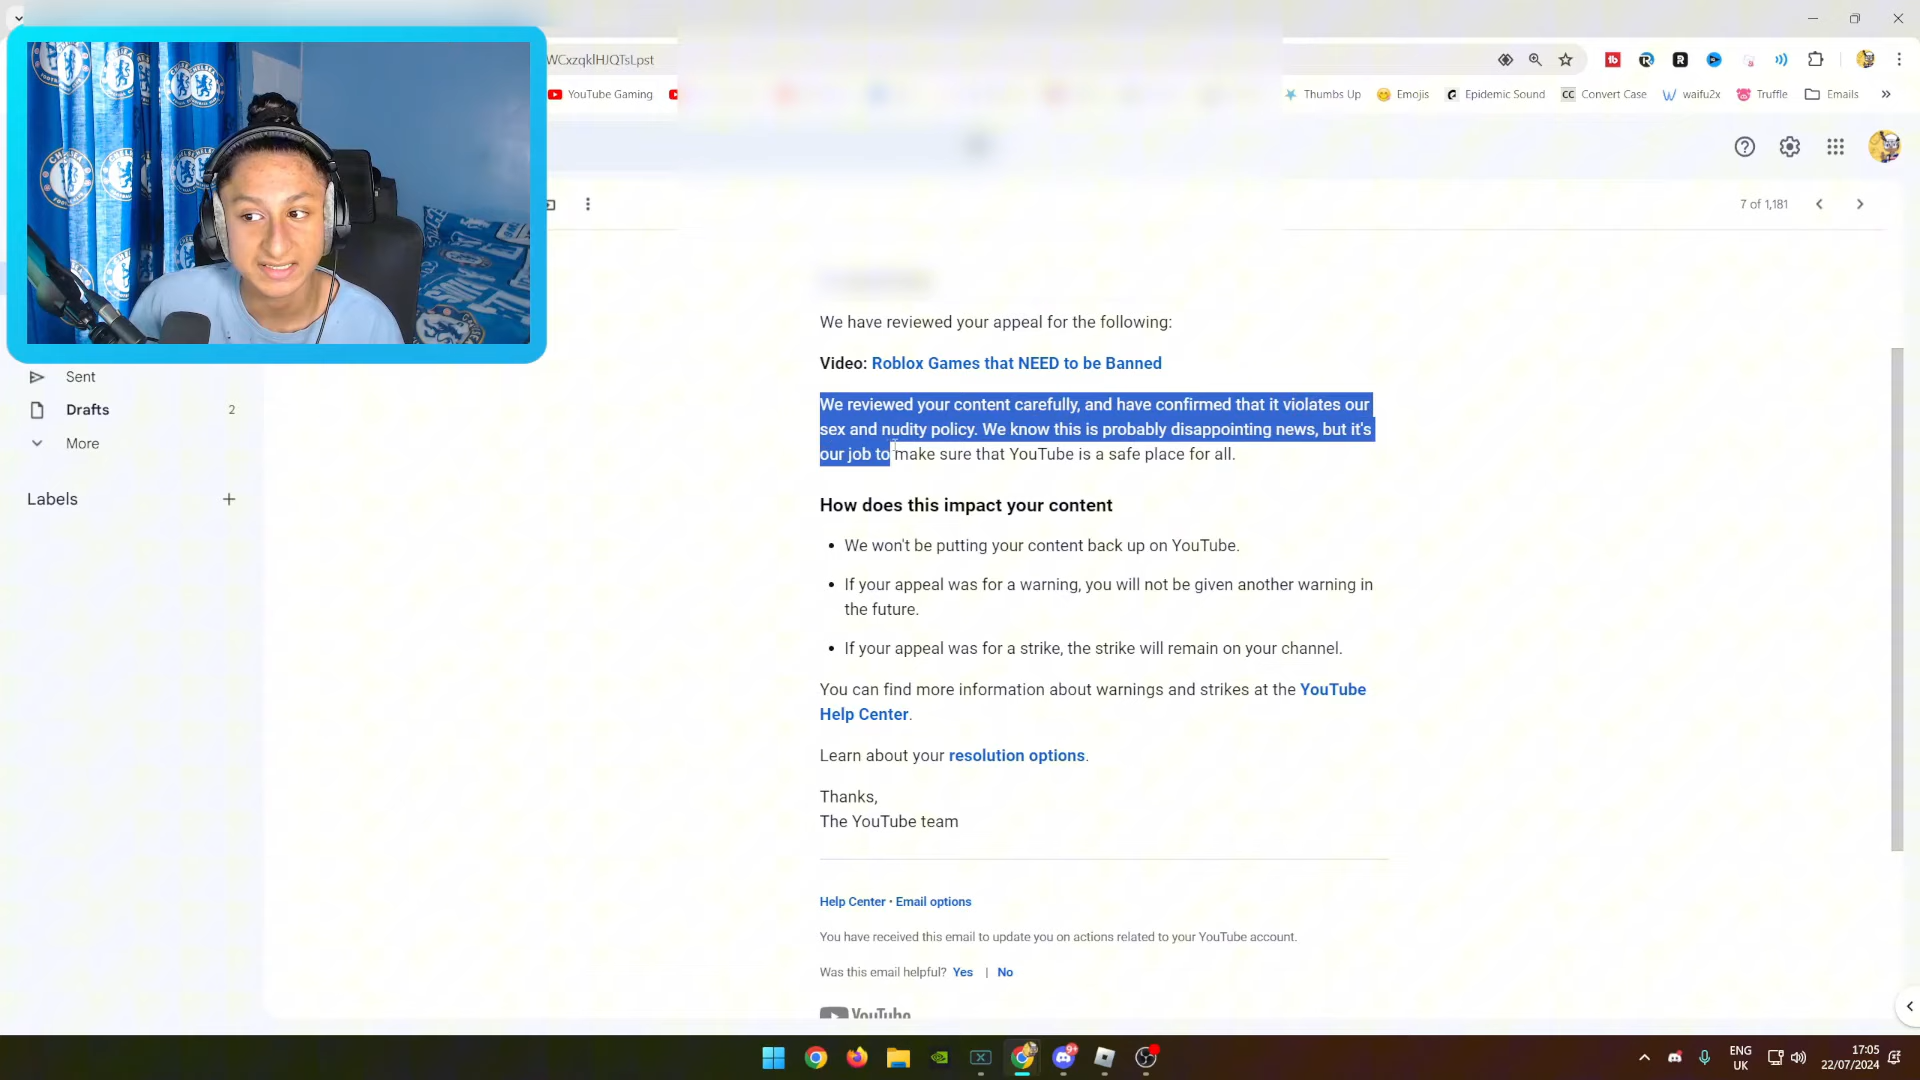 WCxzqklHJQTsLpst
YouTube Gaming
Thumbs Up
Emojis
Epidemic Sound
CC Convert Case
waifu2x
Truffle
Emails
7 of 1,181
We have reviewed your appeal for the following:
Video: Roblox Games that NEED to be Banned
We reviewed your content carefully, and have confirmed that it violates our
sex and nudity policy. We know this is probably disappointing news, but it's
our job to make sure that YouTube is a safe place for all.
Sent
Drafts 2
More
Labels
How does this impact your content
• We won't be putting your content back up on YouTube.
• If your appeal was for a warning, you will not be given another warning in
the future.
• If your appeal was for a strike, the strike will remain on your channel.
You can find more information about warnings and strikes at the YouTube
Help Center.
Learn about your resolution options.
Thanks,
The YouTube team
Help Center • Email options
You have received this email to update you on actions related to your YouTube account.
Was this email helpful? Yes | No
YouTube
ENG
UK
17:05
22/07/2024